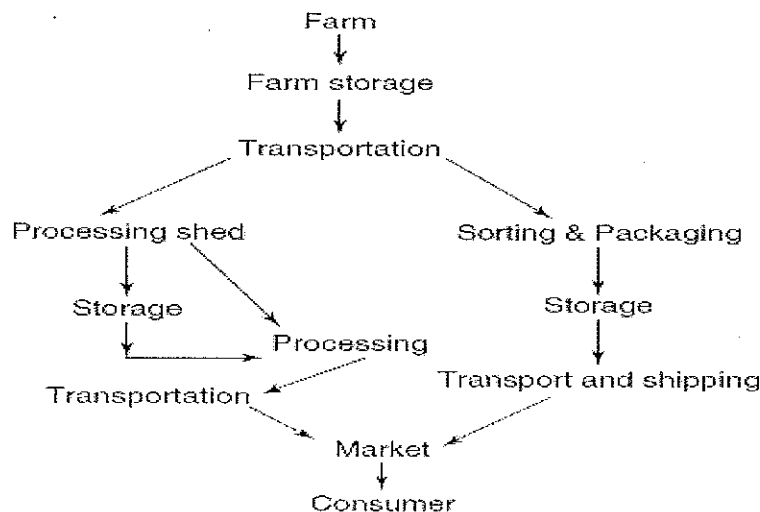 Farm
Farm storage
Transportation
Processing shed
Sorting & Packaging
Storage
Storage
Processing
Transportation
Transport and shipping
Market
Consumer